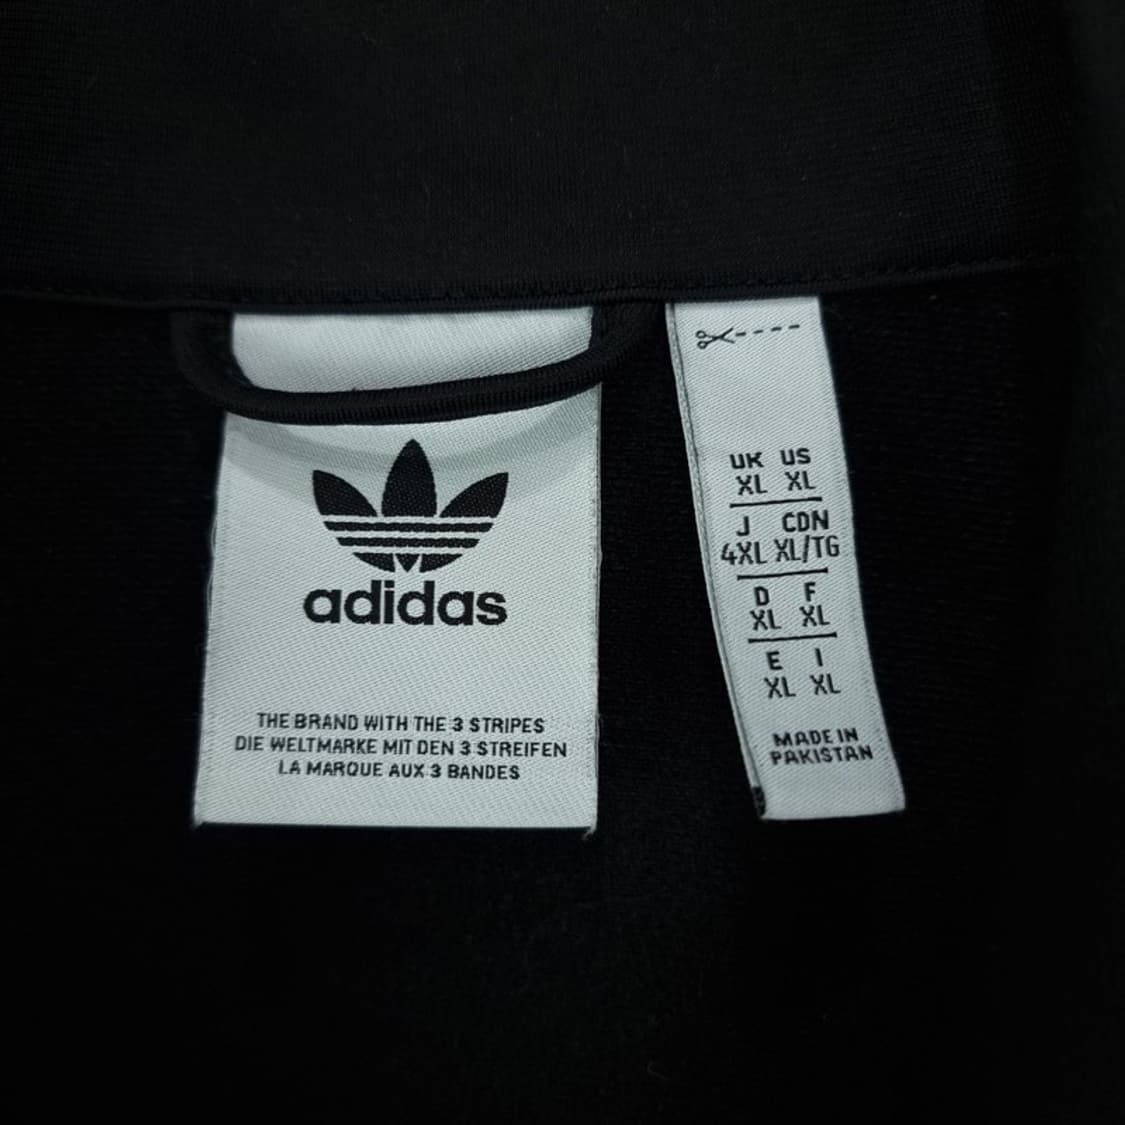 adidas
THE BRAND WITH THE 3 STRIPES
DIE WELTMARKE MIT DEN 3 STREIFEN
LA MARQUE AUX 3 BANDES
UK US
XL XL
J CDN
4XL XL/TG
D F
XL XL
E I
XL XL
MADE IN
PAKISTAN